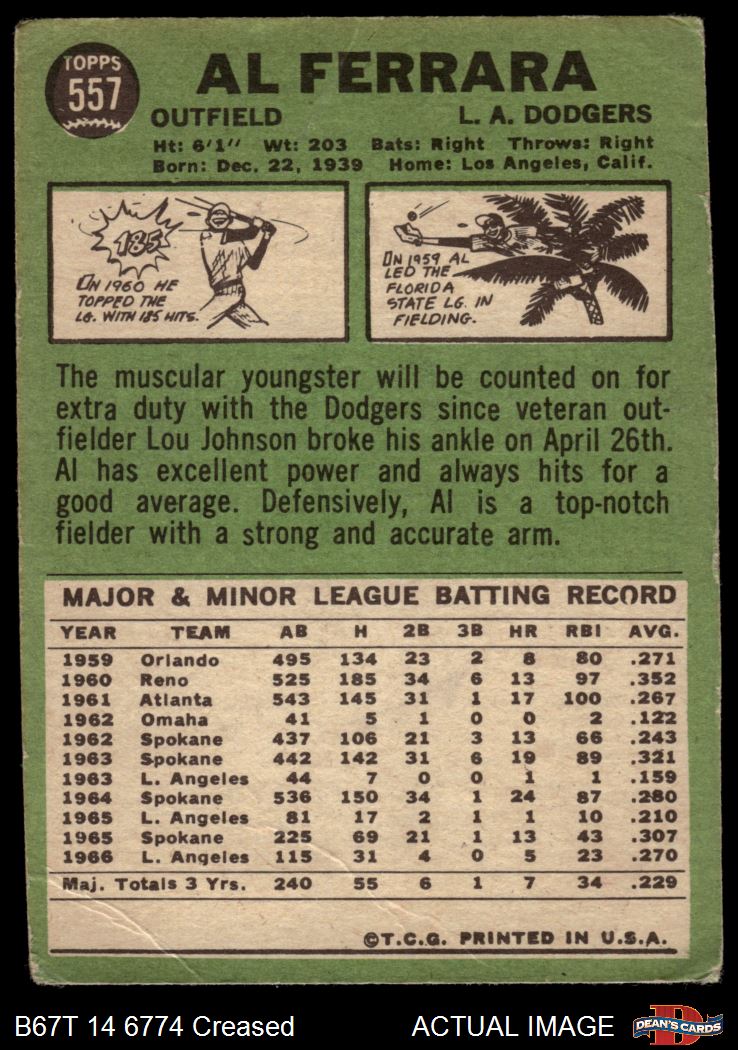 TOPPS
557
AL FERRARA
OUTFIELD L. A. DODGERS
Ht: 6'1" Wt: 203 Bats: Right Throws: Right
Born: Dec. 22, 1939 Home: Los Angeles, Calif.
185
ON 1960 HE
TOPPED THE
LG. WITH 185 HITS.
ON 1959 AL
LED THE
FLORIDA
STATE LG. IN
FIELDING.
The muscular youngster will be counted on for
extra duty with the Dodgers since veteran out-
fielder Lou Johnson broke his ankle on April 26th.
Al has excellent power and always hits for a
good average. Defensively, Al is a top-notch
fielder with a strong and accurate arm.
MAJOR & MINOR LEAGUE BATTING RECORD
YEAR TEAM AB H 2B 3B HR RBI AVG.
1959 Orlando 495 134 23 2 8 80 .271
1960 Reno 525 185 34 6 13 97 .352
1961 Atlanta 543 145 31 1 17 100 .267
1962 Omaha 41 5 1 0 0 2 .122
1962 Spokane 437 106 21 3 13 66 .243
1963 Spokane 442 142 31 6 19 89 .321
1963 L. Angeles 44 7 0 0 1 1 .159
1964 Spokane 536 150 34 1 24 87 .280
1965 L. Angeles 81 17 2 1 1 10 .210
1965 Spokane 225 69 21 1 13 43 .307
1966 L. Angeles 115 31 4 0 5 23 .270
Maj. Totals 3 Yrs. 240 55 6 1 7 34 .229
©T.C.G. PRINTED IN U.S.A.
B67T 14 6774 Creased ACTUAL IMAGE
DEAN'S CARDS